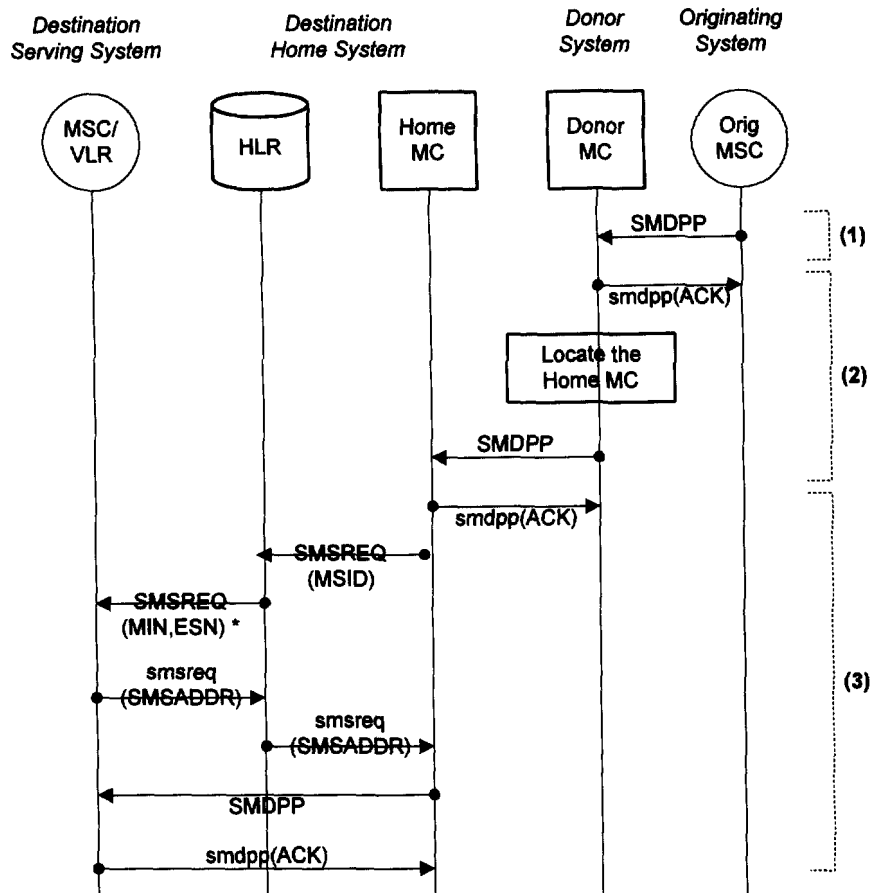 Destination
Serving System
Destination
Home System
Donor
System
Originating
System
MSC/
VLR
HLR
Home
MC
Donor
MC
Orig
MSC
SMDPP
(1)
smdpp(ACK)
Locate the
Home MC
(2)
SMDPP
smdpp(ACK)
SMSREQ
(MSID)
SMSREQ
(MIN,ESN) *
smsreq
(SMSADDR)
(3)
smsreq
(SMSADDR)
SMDPP
smdpp(ACK)